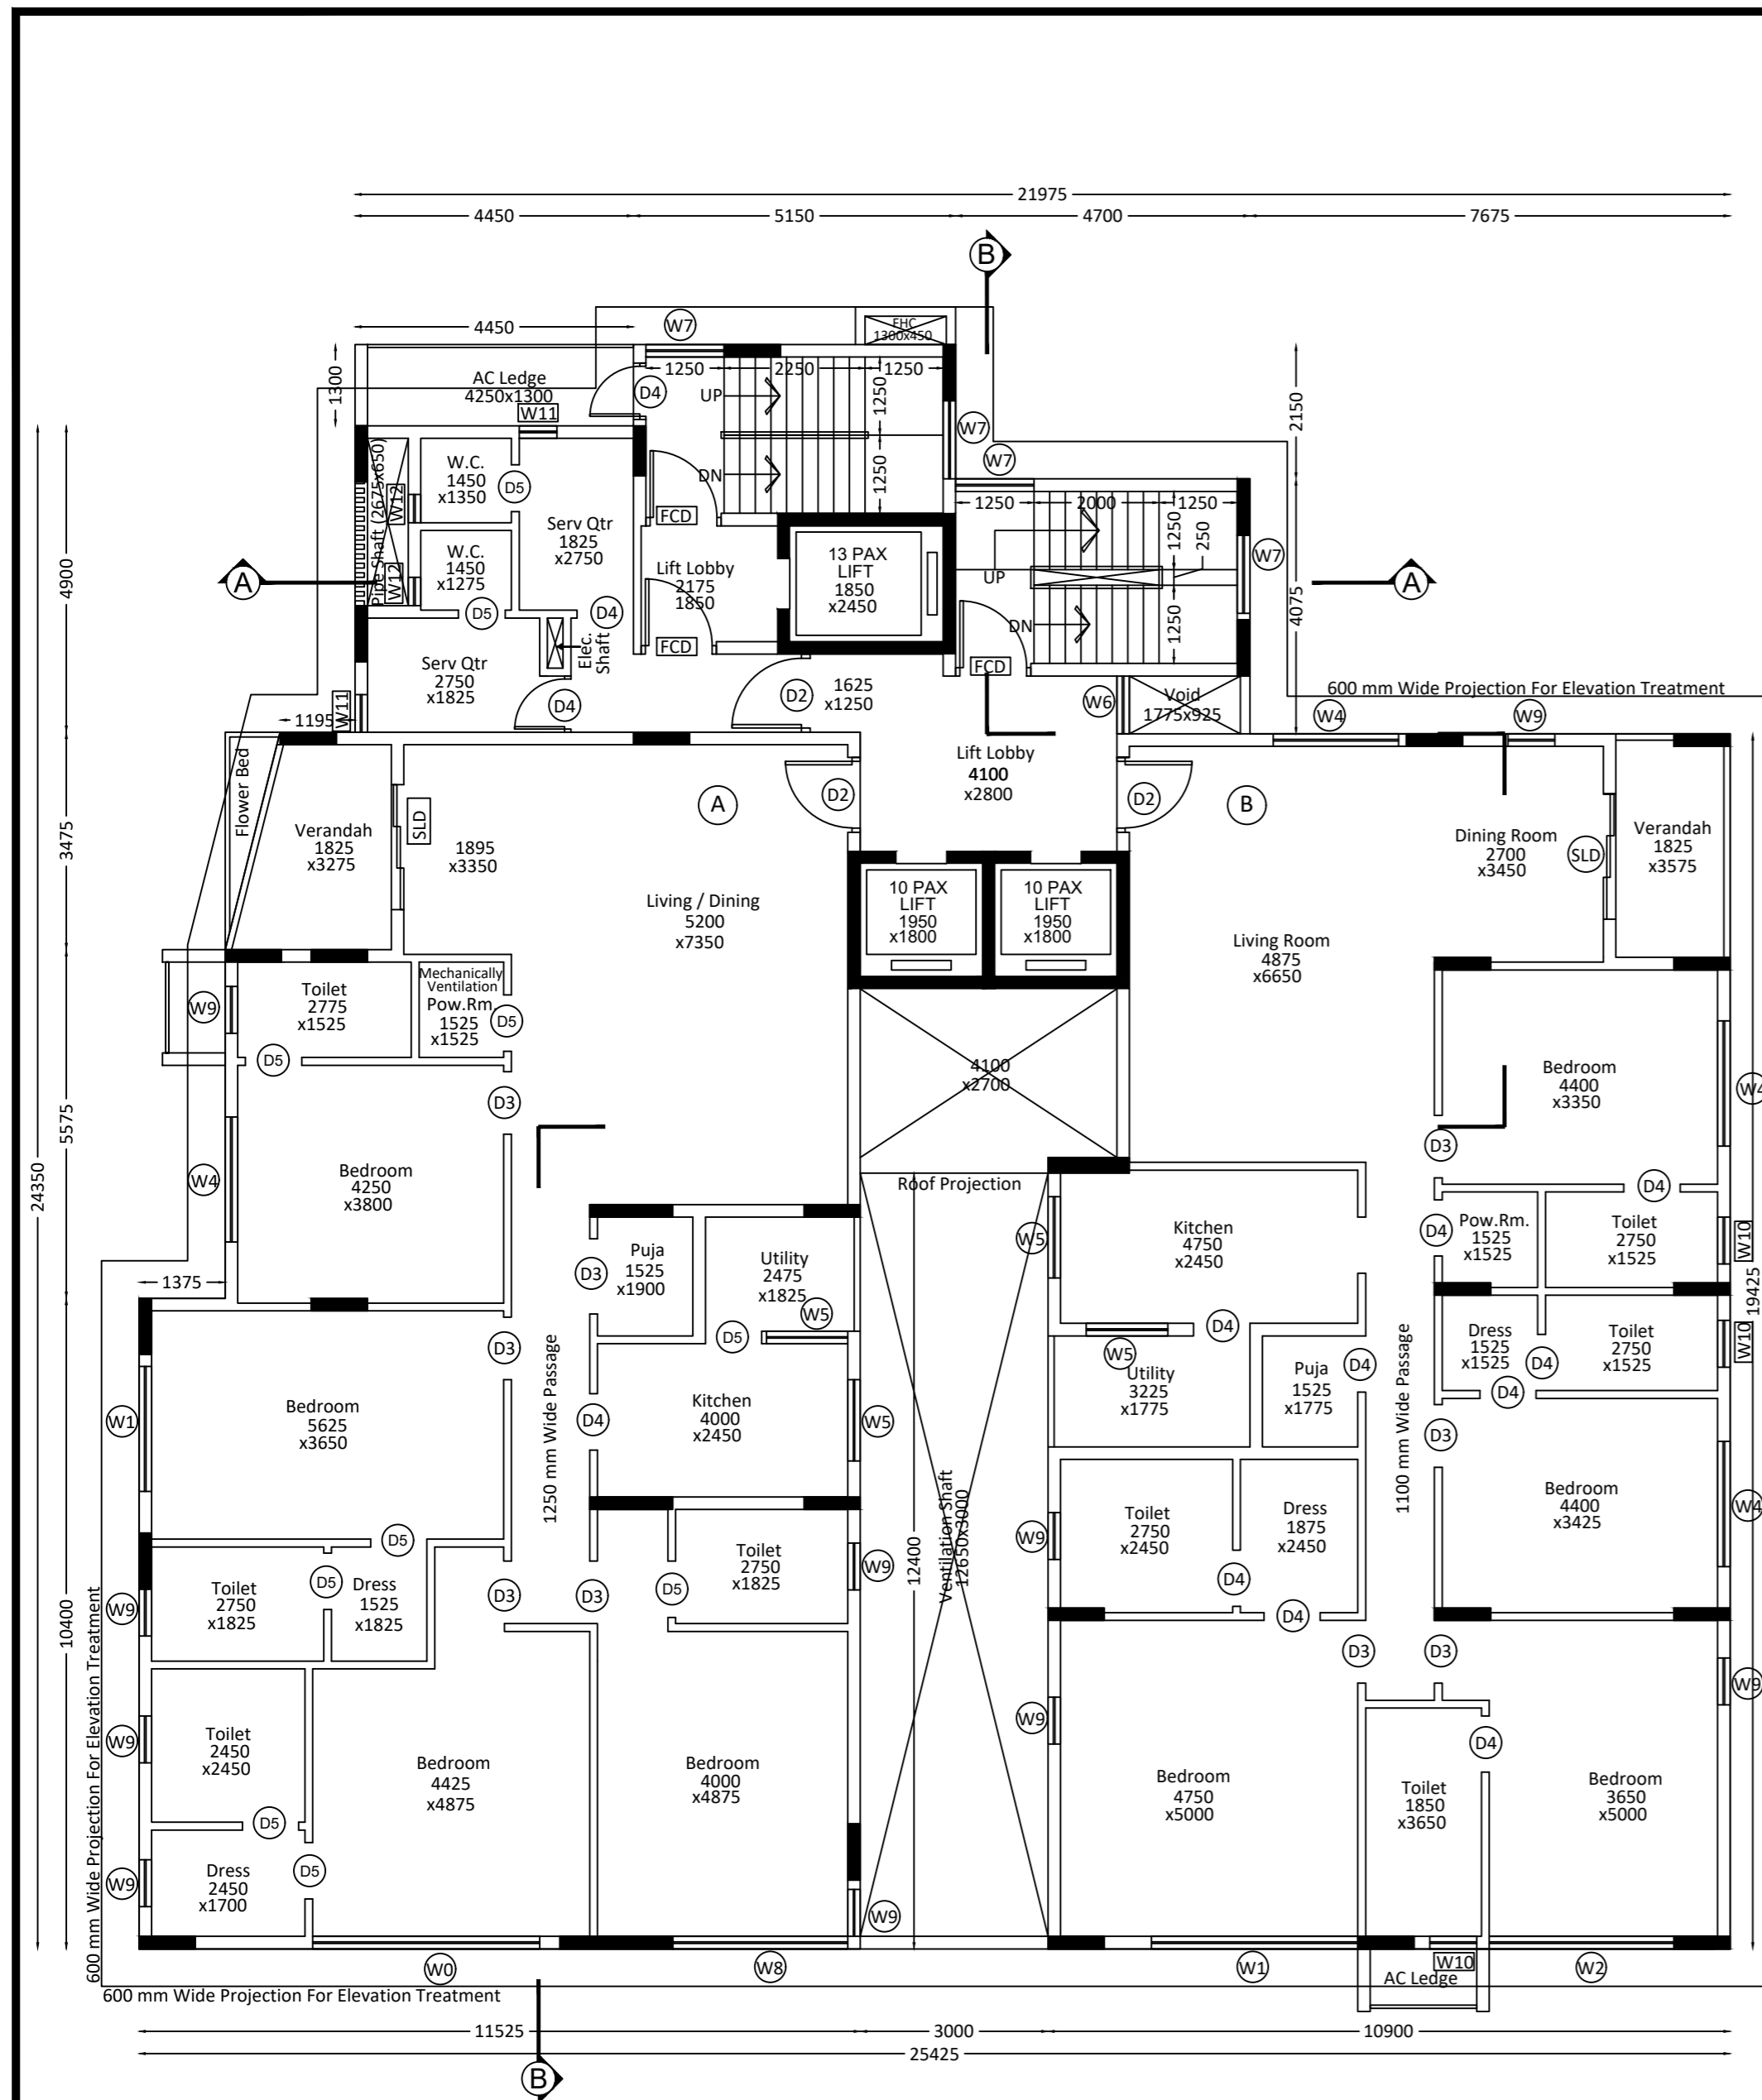 21975
4450
5150
4700
7675
B
4450
W7
FHC
1300x450
1300
AC Ledge
4250x1300
W11
D4
1250
2250
1250
UP
1250
DN
1250
W7
W7
2150
Pipe Shaft (2675x650)
W12
W12
W.C.
1450
x1350
D5
Serv Qtr
1825
x2750
FCD
Lift Lobby
2175
1850
13 PAX
LIFT
1850
x2450
1250
2000
1250
1250
250
UP
1250
DN
W7
4075
A
A
4900
W.C.
1450
x1275
D5
D4
Elec.
Shaft
FCD
FCD
Serv Qtr
2750
x1825
D4
D2
1625
x1250
W6
Void
1775x925
600 mm Wide Projection For Elevation Treatment
W4
W9
1195
W11
Flower Bed
3475
Verandah
1825
x3275
SLD
1895
x3350
A
D2
Lift Lobby
4100
x2800
D2
B
Dining Room
2700
x3450
SLD
Verandah
1825
x3575
Living / Dining
5200
x7350
10 PAX
LIFT
1950
x1800
10 PAX
LIFT
1950
x1800
Living Room
4875
x6650
W9
Toilet
2775
x1525
Mechanically
Ventilation
Pow.Rm.
1525
x1525
D5
D5
4100
x2700
Bedroom
4400
x3350
W4
D3
D3
24350
5575
W4
Bedroom
4250
x3800
Roof Projection
D4
Puja
1525
x1900
D3
Utility
2475
x1825
W5
D5
W5
Kitchen
4750
x2450
D4
D4
Pow.Rm.
1525
x1525
Toilet
2750
x1525
W10
19425
1375
D3
1250 mm Wide Passage
W5
Utility
3225
x1775
Puja
1525
x1775
D4
1100 mm Wide Passage
Dress
1525
x1525
D4
D4
Toilet
2750
x1525
W10
W1
Bedroom
5625
x3650
D4
Kitchen
4000
x2450
W5
D3
Bedroom
4400
x3425
W4
12400
Ventilation Shaft
12650x3000
W9
Toilet
2750
x2450
Dress
1875
x2450
D4
D4
10400
D5
D5
W9
Toilet
2750
x1825
Dress
1525
x1825
D3
D3
D5
Toilet
2750
x1825
W9
D3
D3
W9
W9
600 mm Wide Projection For Elevation Treatment
W9
Toilet
2450
x2450
D5
Bedroom
4425
x4875
Bedroom
4000
x4875
Bedroom
4750
x5000
Toilet
1850
x3650
D4
Bedroom
3650
x5000
W9
Dress
2450
x1700
D5
W9
W0
W8
W1
W10
AC Ledge
W2
600 mm Wide Projection For Elevation Treatment
11525
3000
10900
25425
B